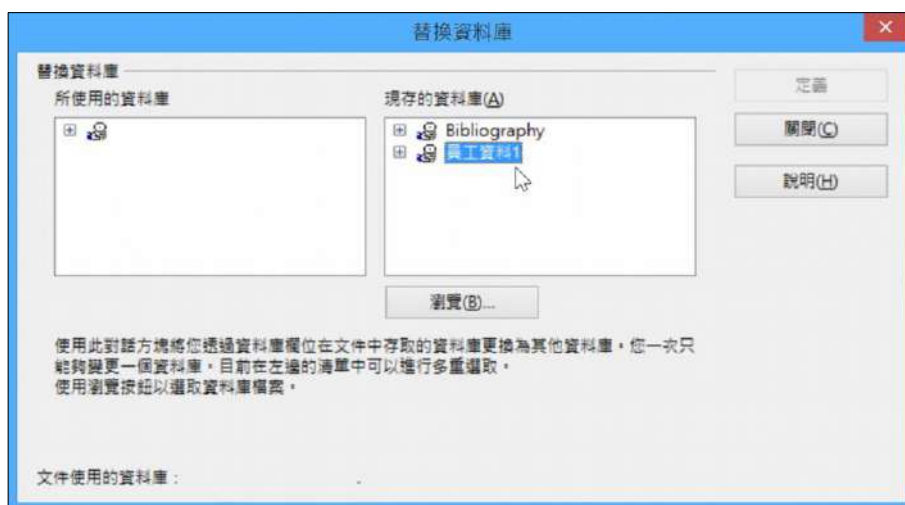 替換資料庫
替換資料庫
所使用的資料庫
現存的資料庫(A)
定義
Bibliography
員工資料1
關閉(C)
說明(H)
瀏覽(B)...
使用此對話方塊將您透過資料庫欄位在文件中存取的資料庫更換為其他資料庫。您一次只
能夠變更一個資料庫。目前在左邊的清單中可以進行多重選取。
使用瀏覽按鈕以選取資料庫檔案。
文件使用的資料庫：